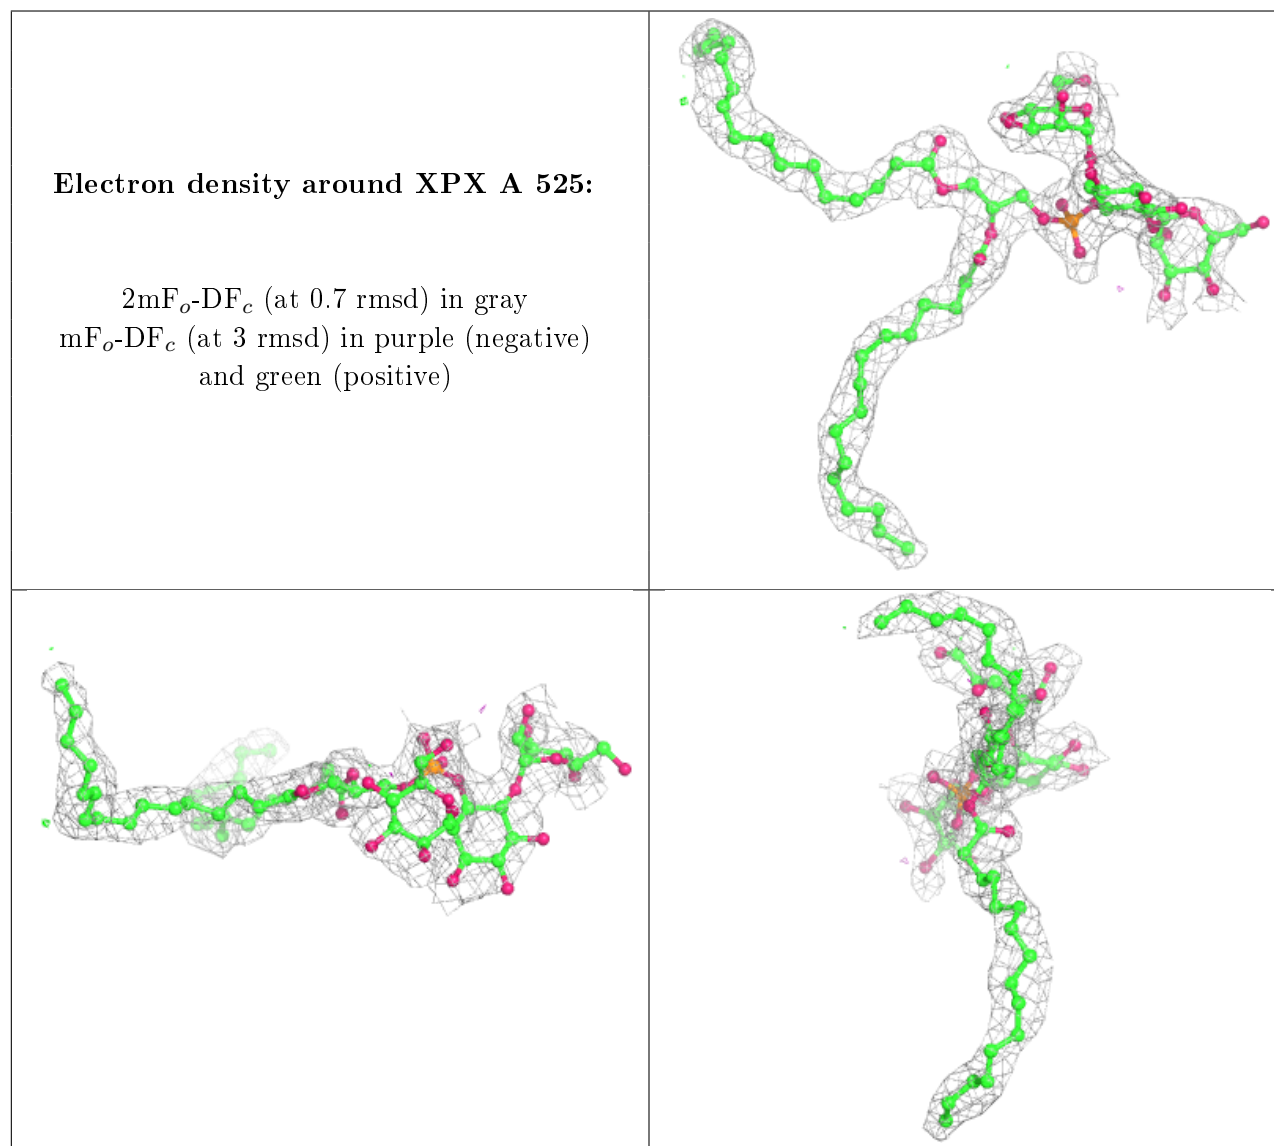 Electron density around XPX A 525:
2mFₒ-DF𝒸 (at 0.7 rmsd) in gray
mFₒ-DF𝒸 (at 3 rmsd) in purple (negative)
and green (positive)